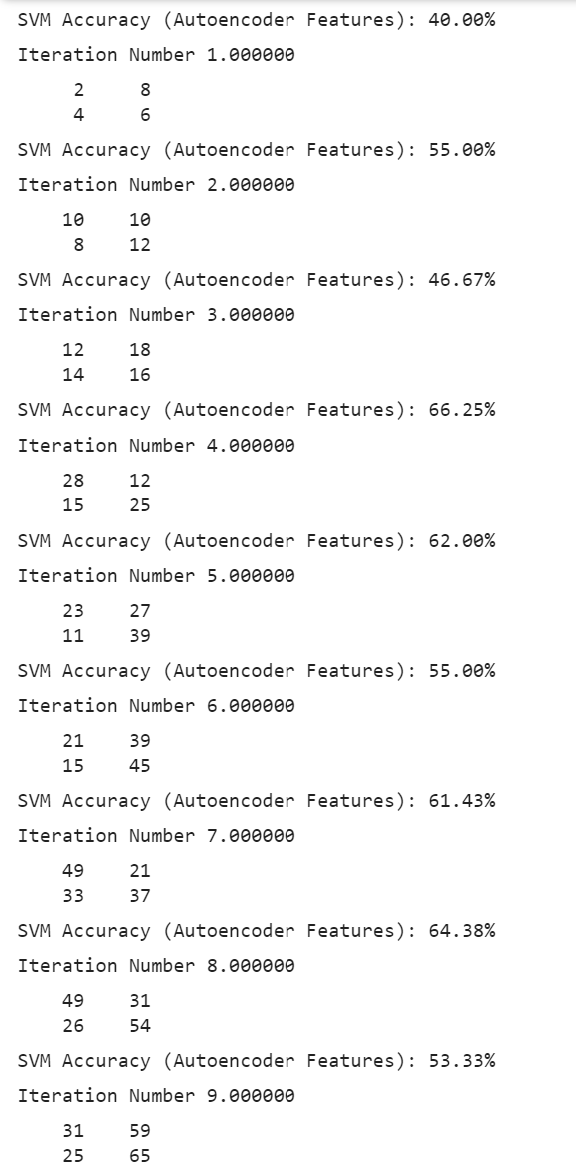 SVM Accuracy (Autoencoder Features): 40.00%
Iteration Number 1.000000
2 8
4 6
SVM Accuracy (Autoencoder Features): 55.00%
Iteration Number 2.000000
10 10
8 12
SVM Accuracy (Autoencoder Features): 46.67%
Iteration Number 3.000000
12 18
14 16
SVM Accuracy (Autoencoder Features): 66.25%
Iteration Number 4.000000
28 12
15 25
SVM Accuracy (Autoencoder Features): 62.00%
Iteration Number 5.000000
23 27
11 39
SVM Accuracy (Autoencoder Features): 55.00%
Iteration Number 6.000000
21 39
15 45
SVM Accuracy (Autoencoder Features): 61.43%
Iteration Number 7.000000
49 21
33 37
SVM Accuracy (Autoencoder Features): 64.38%
Iteration Number 8.000000
49 31
26 54
SVM Accuracy (Autoencoder Features): 53.33%
Iteration Number 9.000000
31 59
25 65